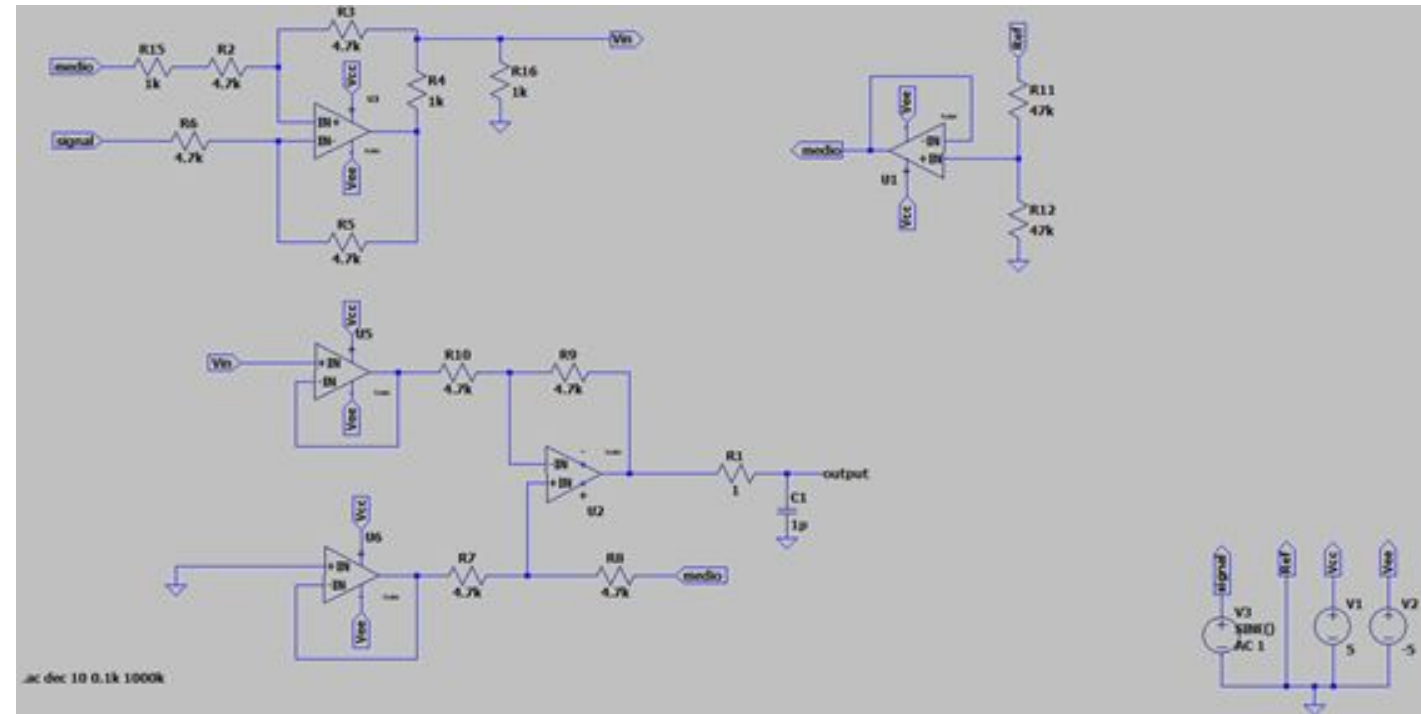 R3
4.7k
medio
R15
1k
R2
4.7k
Vcc
U3
R4
1k
R16
1k
Vin
IN+
IN-
signal
R6
4.7k
Vee
R5
4.7k
Ref
R11
47k
Vee
-IN
+IN
medio
U1
Vcc
R12
47k
Vcc
U5
Vin
+IN
-IN
Vee
R10
4.7k
R9
4.7k
-IN
+IN
U2
R1
1
output
C1
1p
Vcc
U6
+IN
-IN
Vee
R7
4.7k
R8
4.7k
medio
signal
Ref
Vcc
Vee
V3
SINE()
AC 1
V1
5
V2
-5
.ac dec 10 0.1k 1000k